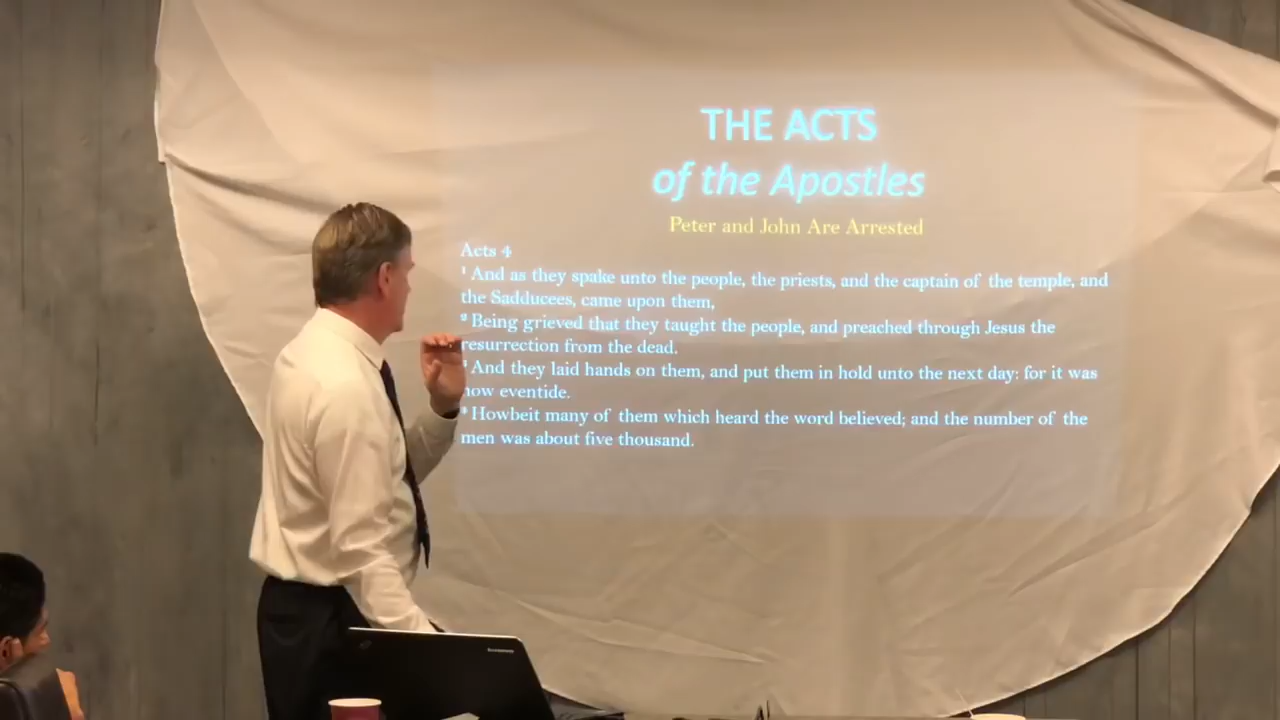 THE ACTS
of the Apostles
Peter and John Are Arrested
Acts 4
1 And as they spake unto the people, the priests, and the captain of the temple, and
the Sadducees, came upon them,
2 Being grieved that they taught the people, and preached through Jesus the
resurrection from the dead.
3 And they laid hands on them, and put them in hold unto the next day: for it was
now eventide.
4 Howbeit many of them which heard the word believed; and the number of the
men was about five thousand.
lenovo